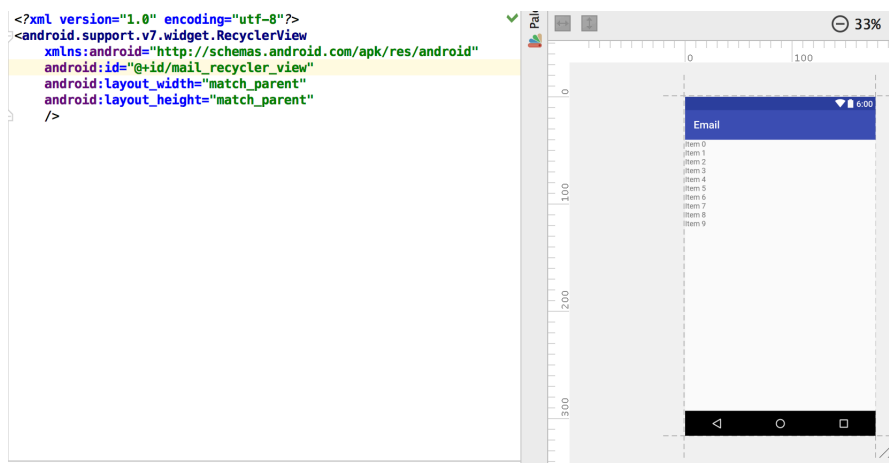 <?xml version="1.0" encoding="utf-8"?>
<android.support.v7.widget.RecyclerView
xmlns:android="http://schemas.android.com/apk/res/android"
android:id="@+id/mail_recycler_view"
android:layout_width="match_parent"
android:layout_height="match_parent"
/>
33%
0
100
0
100
200
300
6:00
Email
Item 0
Item 1
Item 2
Item 3
Item 4
Item 5
Item 6
Item 7
Item 8
Item 9